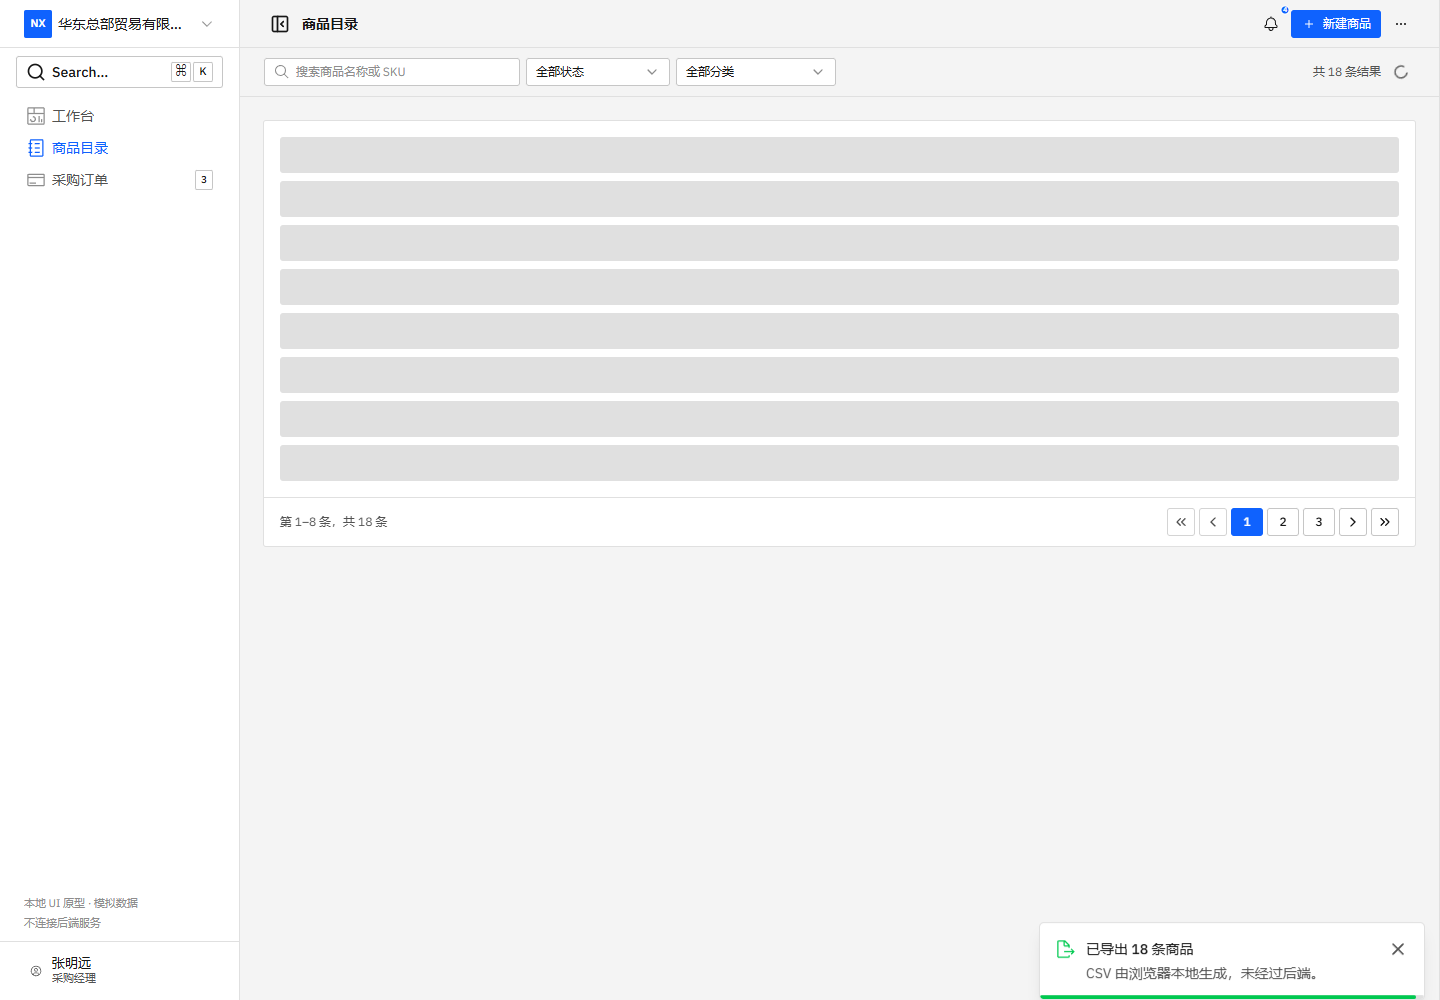 NX 华东总部贸易有限...
商品目录
4
新建商品
Search...
⌘ K
搜索商品名称或 SKU
全部状态
全部分类
共 18 条结果
工作台
商品目录
采购订单
3
第 1–8 条，共 18 条
1 2 3
本地 UI 原型 · 模拟数据
不连接后端服务
张明远
采购经理
已导出 18 条商品
CSV 由浏览器本地生成，未经过后端。